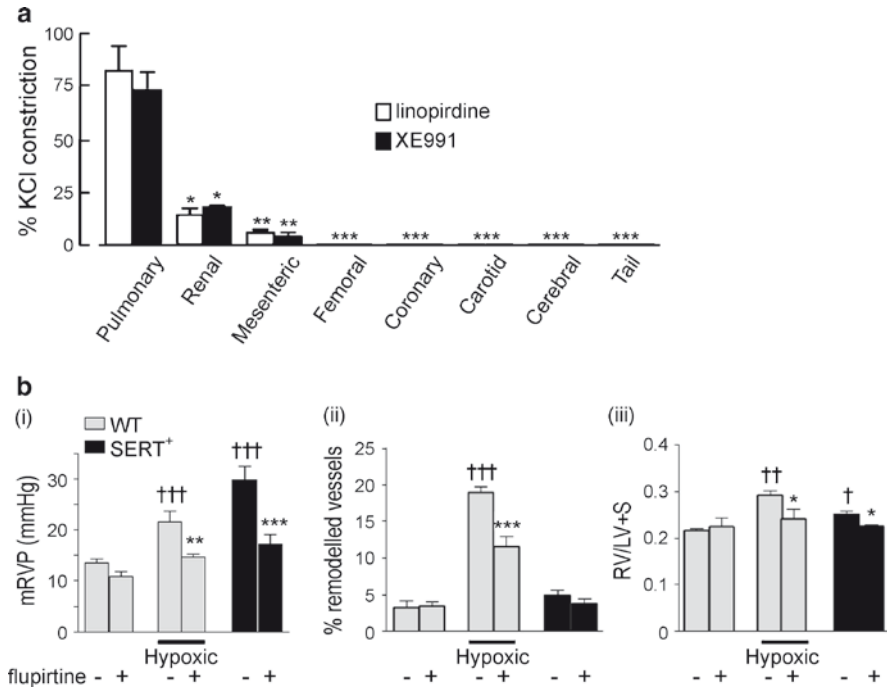 a
% KCl constriction
100
75
50
25
0
linopirdine
XE991
* * ** ** *** *** *** *** ***
Pulmonary Renal Mesenteric Femoral Coronary Carotid Cerebral Tail
b
(i)
WT
SERT+
mRVP (mmHg)
30
20
10
0
††† ** ††† ***
Hypoxic
flupirtine - + - + - +
(ii)
% remodelled vessels
25
20
15
10
5
0
††† ***
Hypoxic
- + - + - +
(iii)
RV/LV+S
0.4
0.3
0.2
0.1
0
†† * † *
Hypoxic
- + - + - +